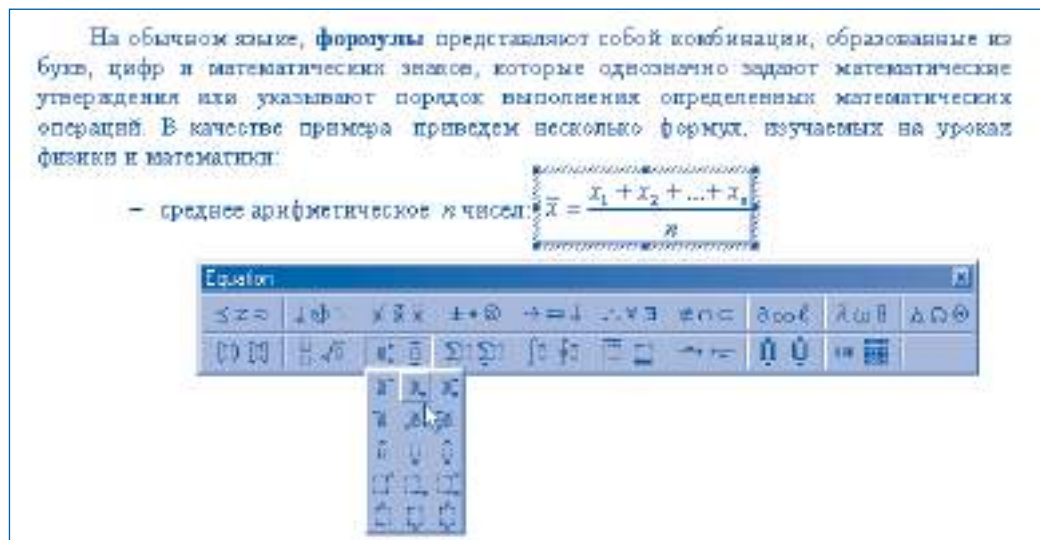 На обычном языке, формулы представляют собой комбинации, образованные из
букв, цифр и математических знаков, которые однозначно задают математические
утверждения или указывают порядок выполнения определенных математических
операций. В качестве примера приведем несколько формул, изучаемых на уроках
физики и математики:
– среднее арифметическое n чисел: x̄ = (x₁ + x₂ + ... + xₙ) / n
Equation